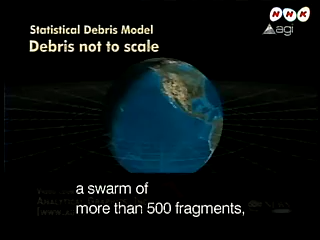 NHK
agi
Statistical Debris Model
Debris not to scale
a swarm of
more than 500 fragments,